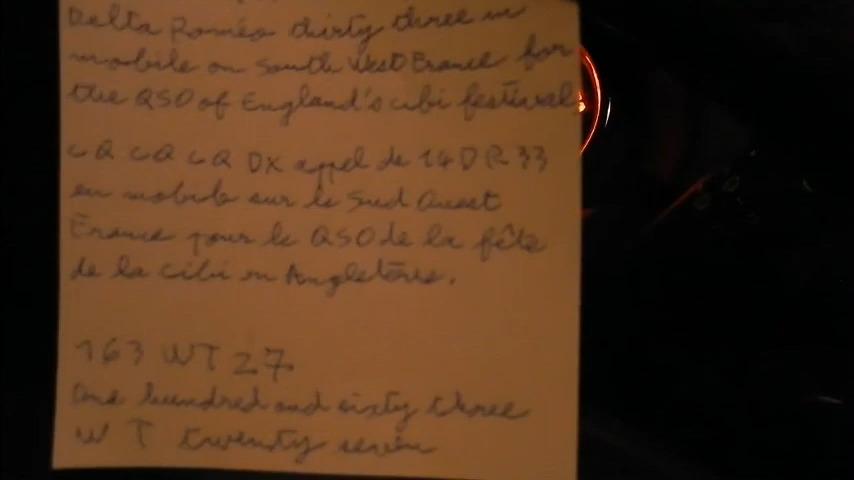 Delta Roméo thirty three in
mobile on South West France for
the QSO of England's cibi festival
CQ CQ CQ DX appel de 14 DR 33
en mobile sur le Sud Ouest
France pour le QSO de la fête
de la cibi en Angleterre.
163 WT 27
One hundred and sixty three
W T twenty seven